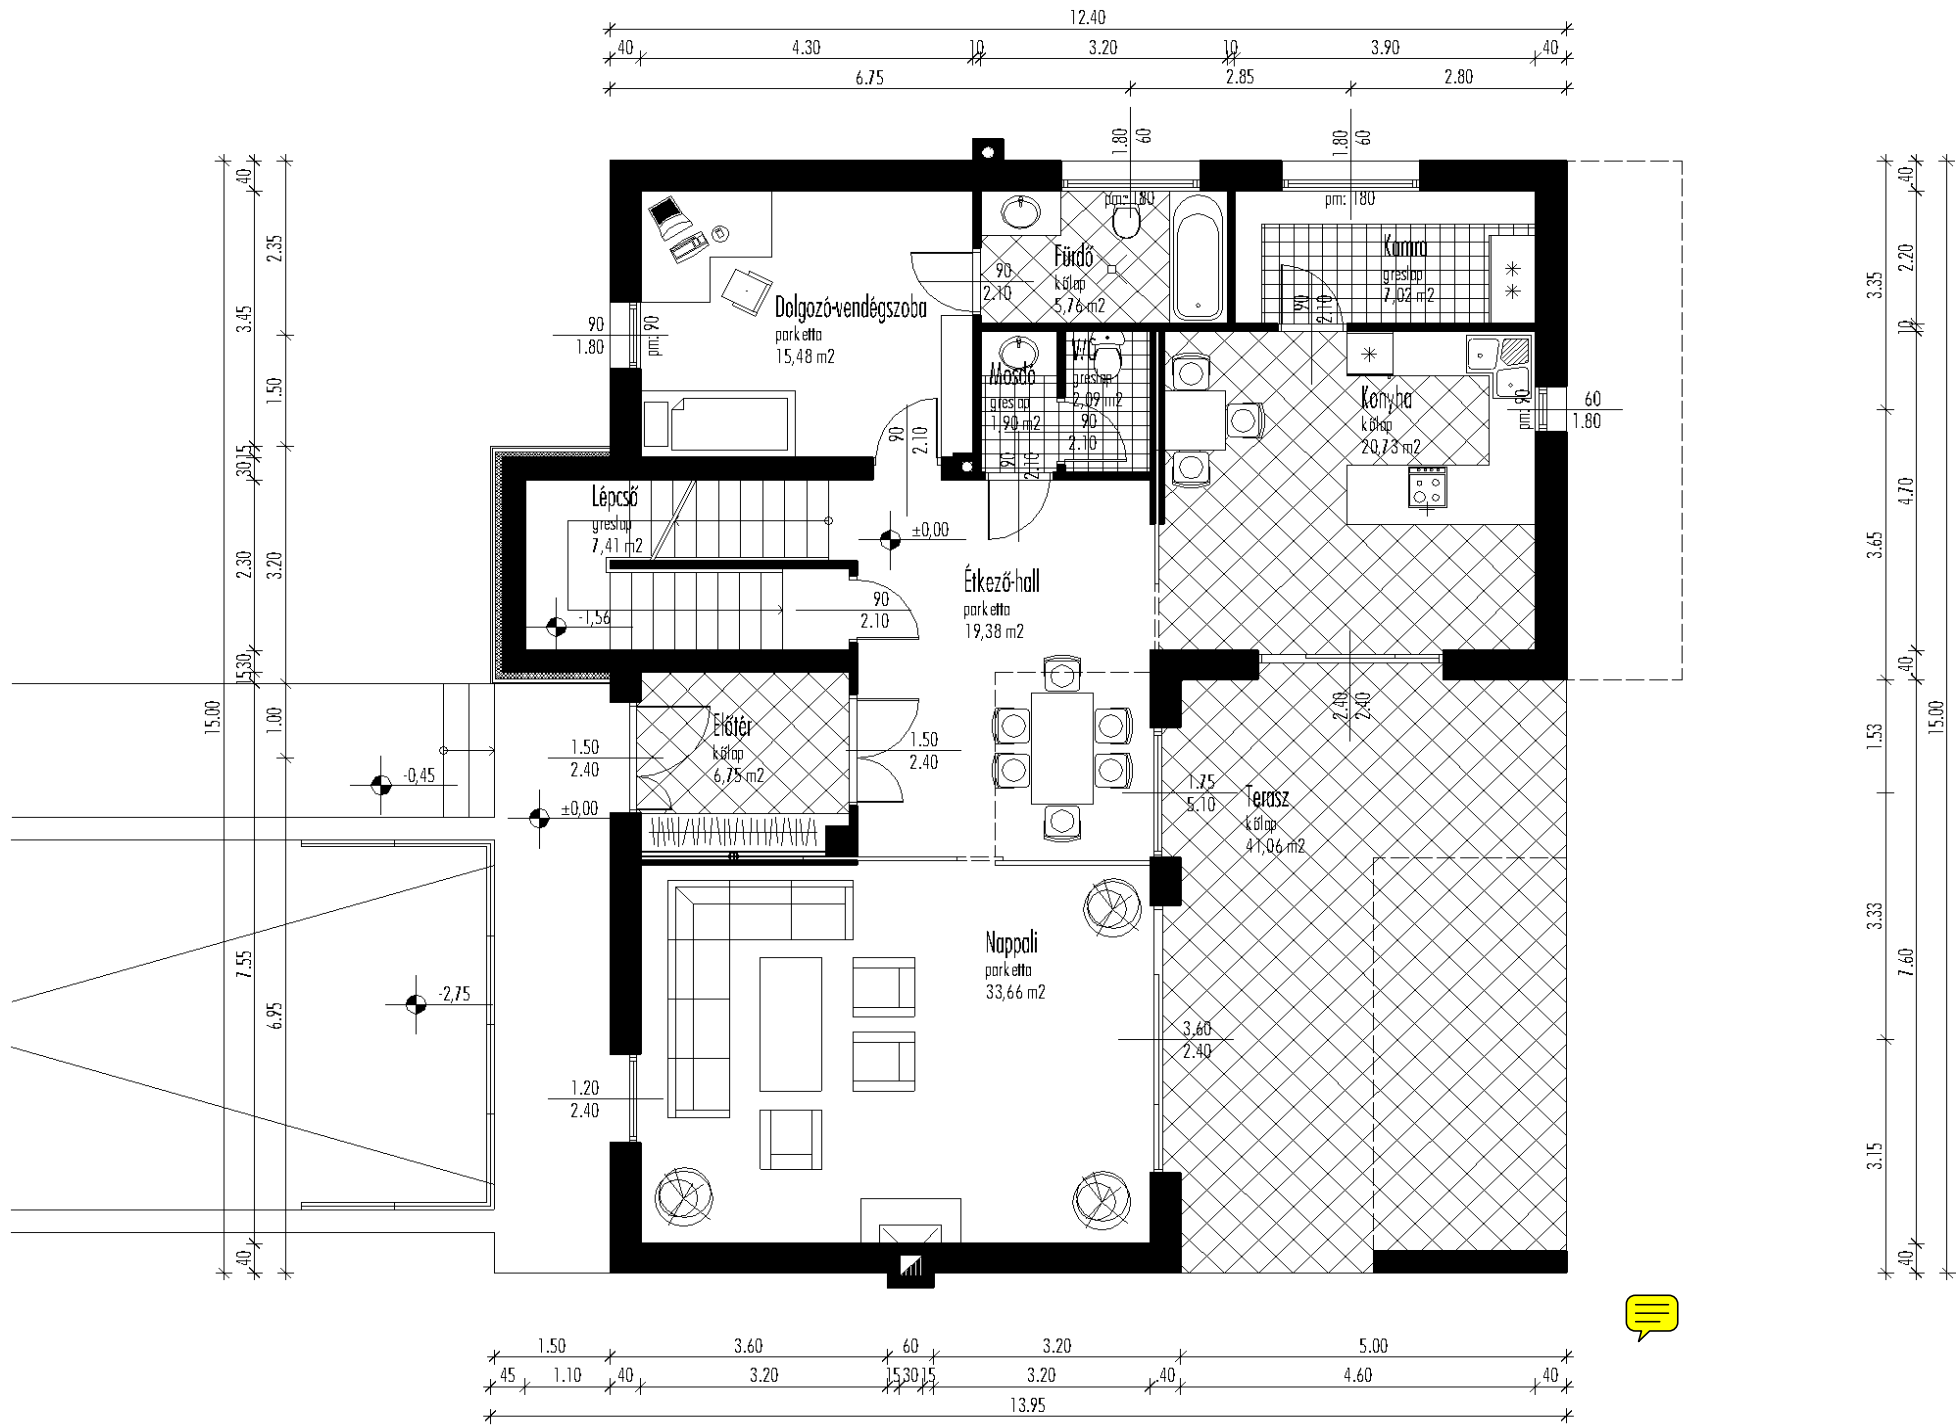 12.40
40 4.30 10 3.20 10 3.90 40
6.75 2.85 2.80
1.80 60
1.80 60
pm: 1,80
pm: 180
15.00
40 3.45 15 30 2.30 30 15 7.55 40
2.35 1.50 3.20 1.00 6.95
3.35 3.65 1.53 3.33 3.15
40 2.20 10 4.70 40 7.60 40
15.00
Dolgozó-vendégszoba
parketta
15,48 m2
90
2.10
Fürdő
kőlap
5,76 m2
Kamra
greslap
7,02 m2
90
2.10
90
1.80
pm: 90
Mosdó
greslap
1,90 m2
WC
greslap
2,09 m2
90
2.10
90
2.10
90
2.10
Konyha
kőlap
20,73 m2
pm: 90
60
1.80
Lépcső
greslap
7,41 m2
±0,00
-1,56
90
2.10
Étkező-hall
parketta
19,38 m2
2.40
2.40
Előtér
kőlap
6,75 m2
1.50
2.40
1.50
2.40
-0,45
±0,00
1.75
5.10
Terasz
kőlap
41,06 m2
Nappali
parketta
33,66 m2
-2,75
3.60
2.40
1.20
2.40
1.50 3.60 60 3.20 5.00
45 1.10 40 3.20 15 30 15 3.20 .40 4.60 40
13.95